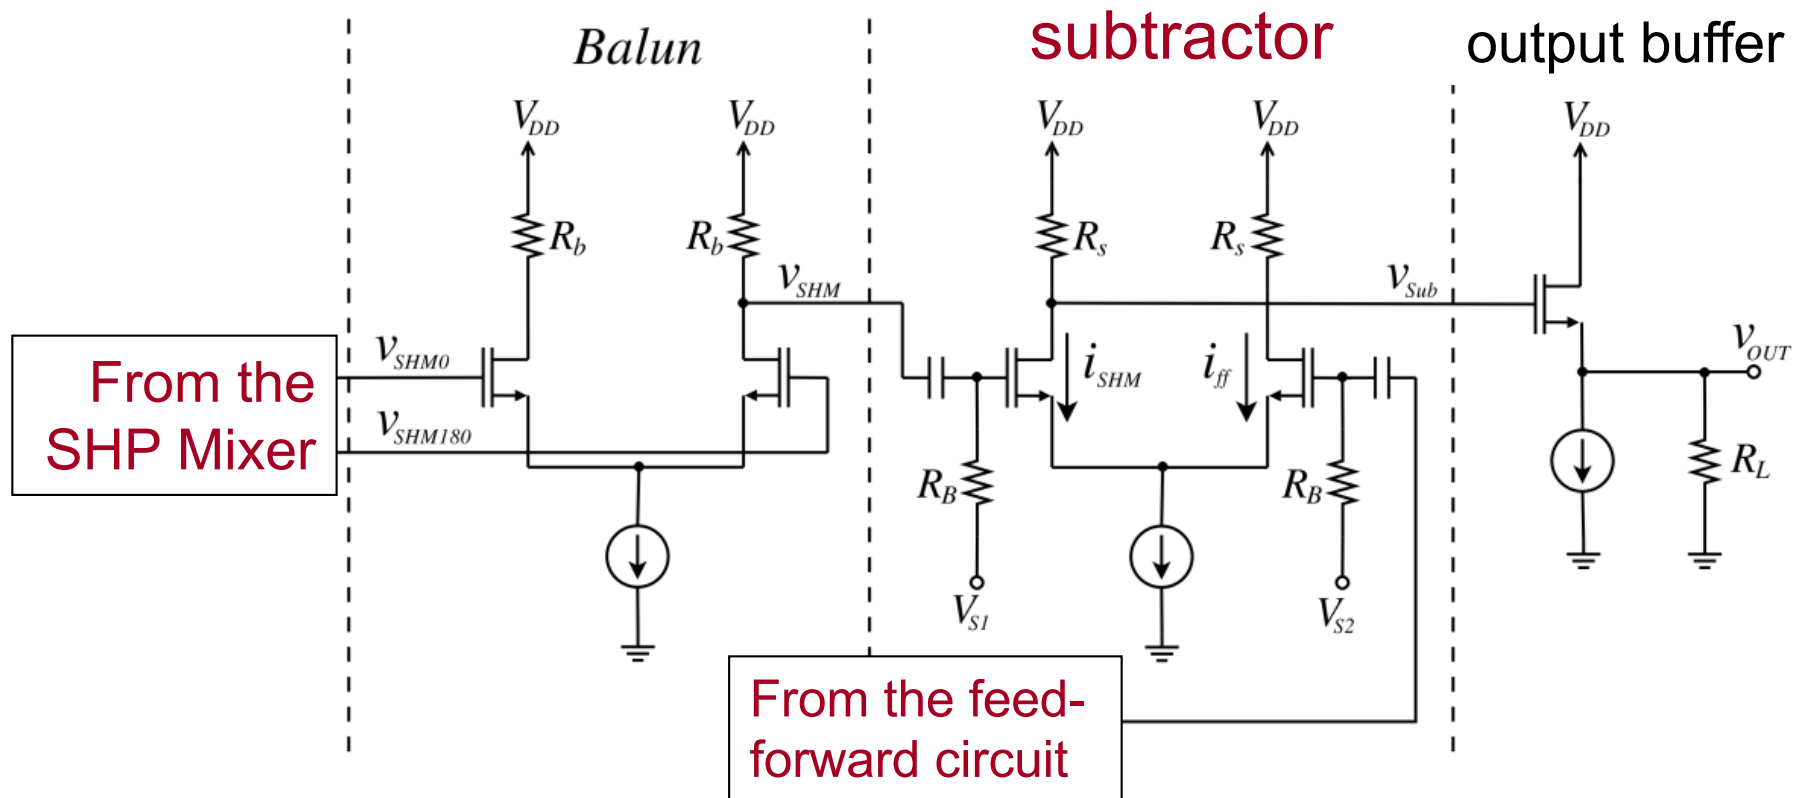 Balun
subtractor
output buffer
V_DD
V_DD
V_DD
V_DD
V_DD
R_b
R_b
R_s
R_s
v_SHM
v_Sub
v_SHM0
v_SHM180
From the
SHP Mixer
i_SHM
i_ff
v_OUT
R_B
R_B
R_L
V_S1
V_S2
From the feed-
forward circuit